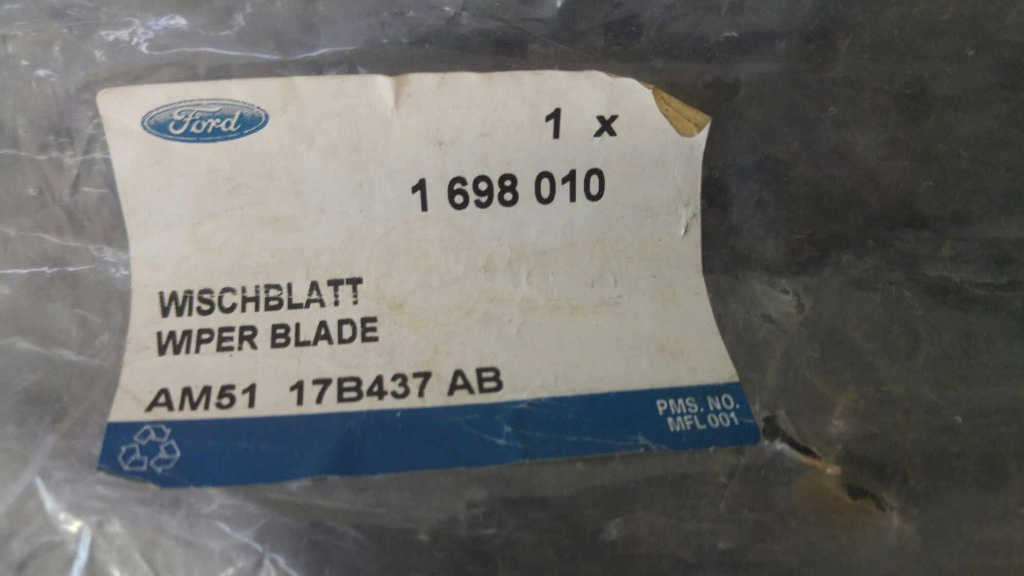 Ford
1 x
1 698 010
WISCHBLATT
WIPER BLADE
AM51 17B437 AB
PMS. NO.
MFL 001